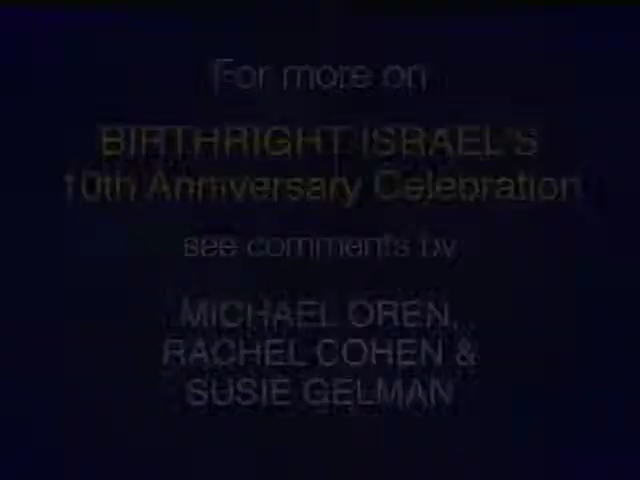 For more on
BIRTHRIGHT ISRAEL'S
10th Anniversary Celebration
see comments by
MICHAEL OREN,
RACHEL COHEN &
SUSIE GELMAN